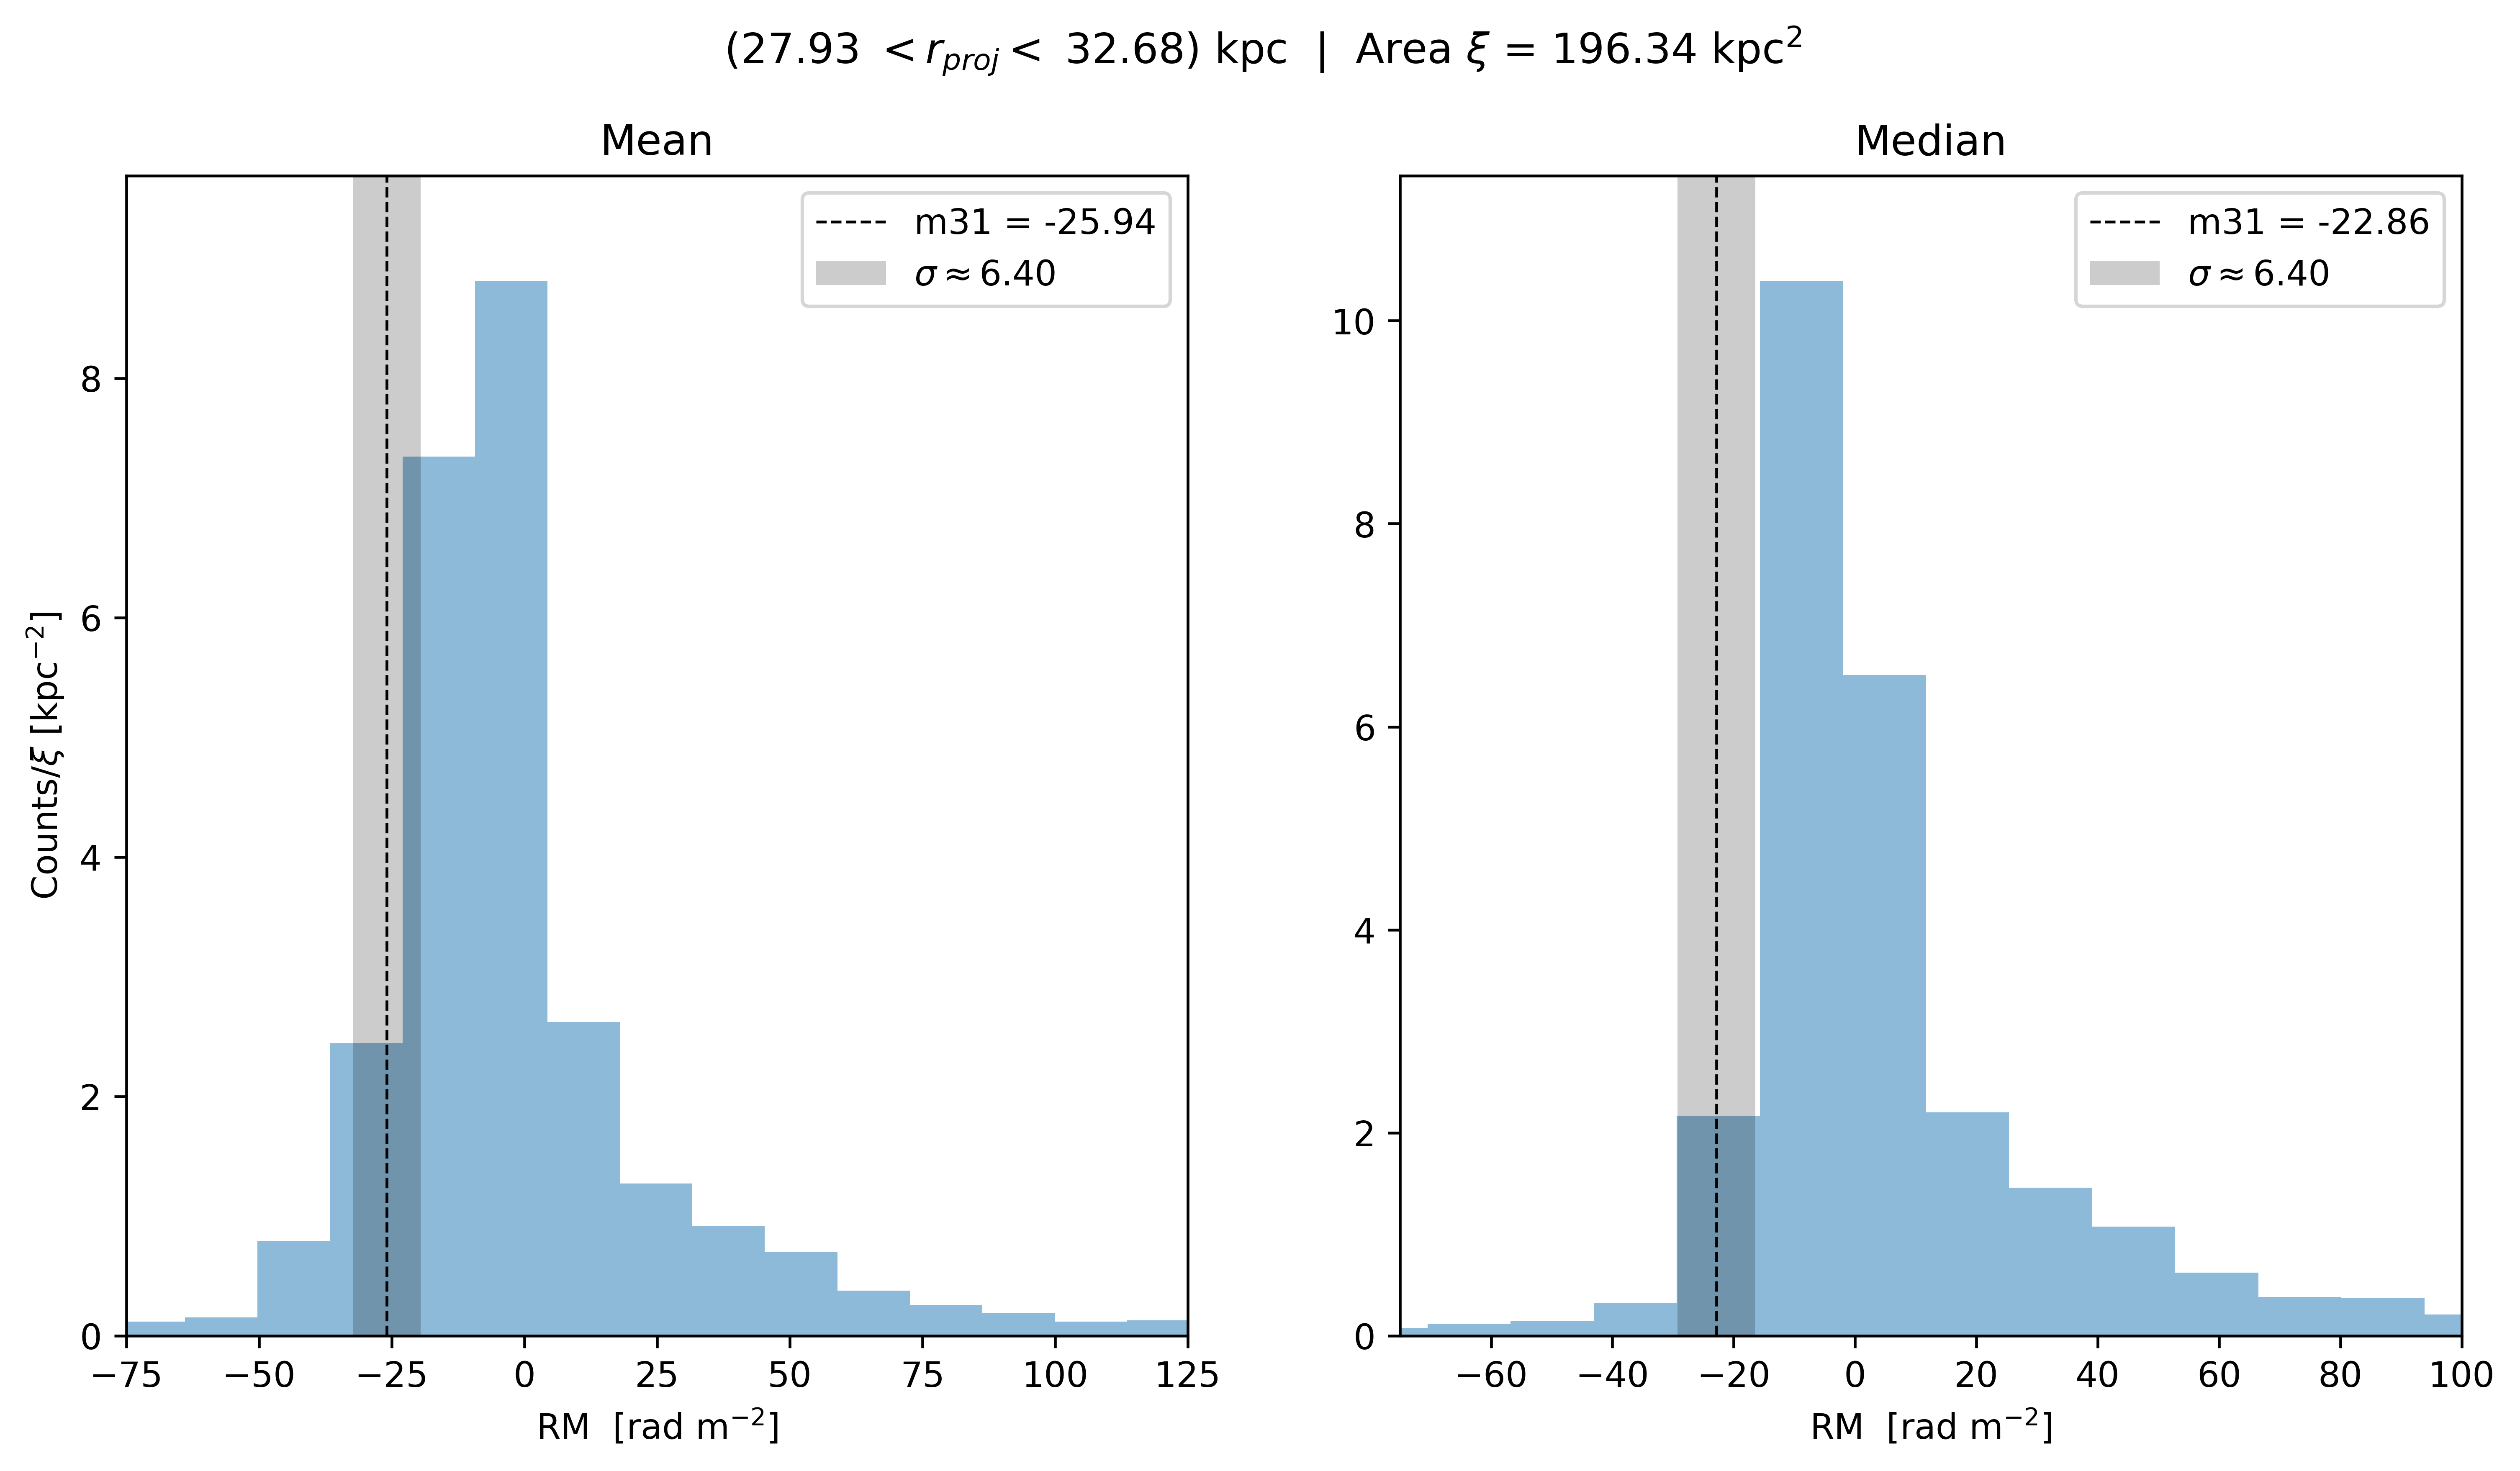 (27.93 < r_proj < 32.68) kpc | Area ξ = 196.34 kpc²
Mean
m31 = -25.94
σ ≈ 6.40
8
6
4
2
0
Counts/ξ [kpc⁻²]
−75 −50 −25 0 25 50 75 100 125
RM [rad m⁻²]
Median
m31 = -22.86
σ ≈ 6.40
10
8
6
4
2
0
−60 −40 −20 0 20 40 60 80 100
RM [rad m⁻²]